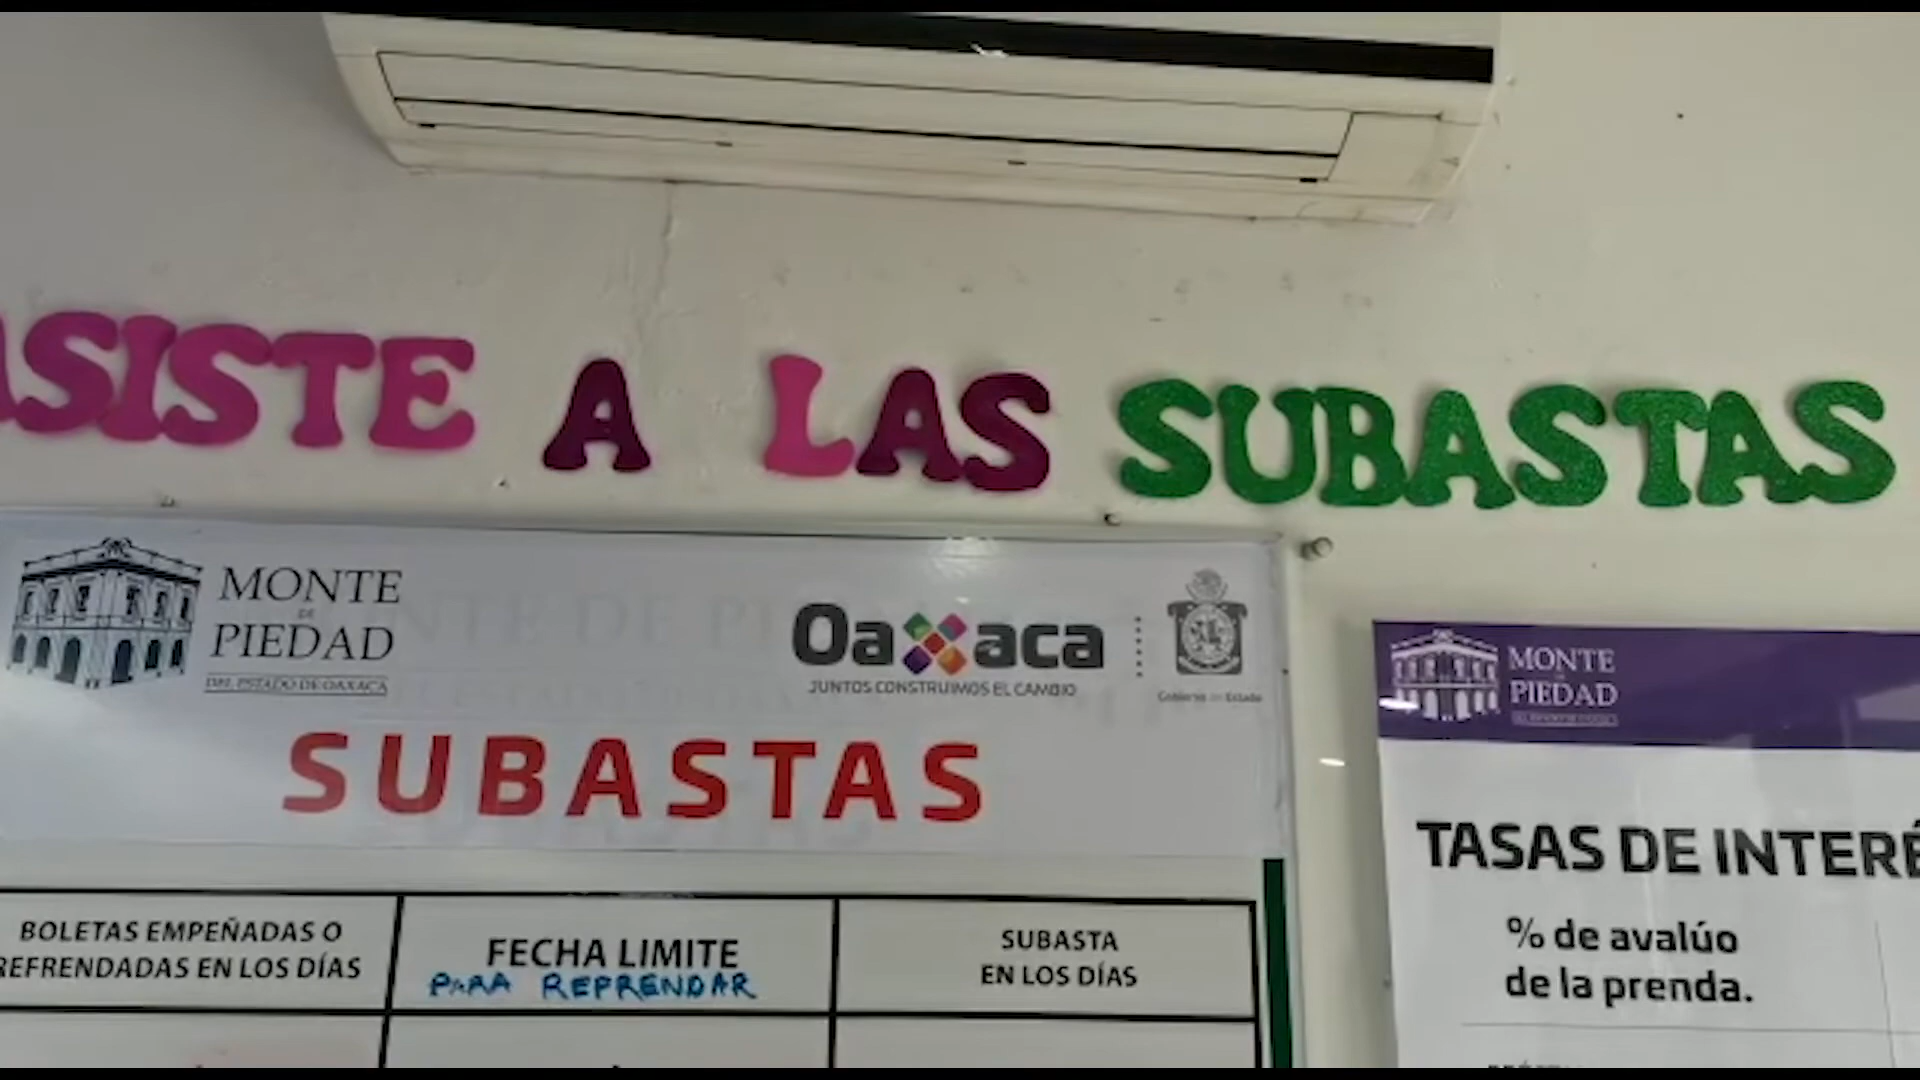 ASISTE A LAS SUBASTAS
MONTE
DE
PIEDAD
DEL ESTADO DE OAXACA
Oaxaca
JUNTOS CONSTRUIMOS EL CAMBIO
Gobierno del Estado
SUBASTAS
BOLETAS EMPEÑADAS O
REFRENDADAS EN LOS DÍAS
FECHA LIMITE
PARA REPRENDAR
SUBASTA
EN LOS DÍAS
MONTE
PIEDAD
TASAS DE INTERÉ
% de avalúo
de la prenda.